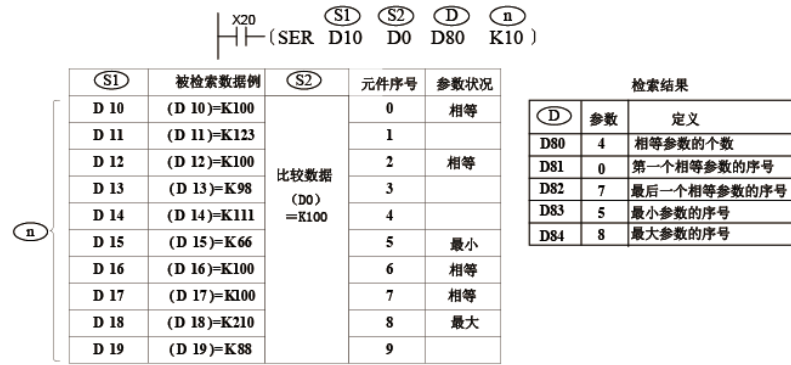 X20 S1 S2 D n
SER D10 D0 D80 K10
S1 被检索数据例 S2 元件序号 参数状况
D 10 (D 10)=K100 0 相等
D 11 (D 11)=K123 1
D 12 (D 12)=K100 2 相等
D 13 (D 13)=K98 3
D 14 (D 14)=K111 4
D 15 (D 15)=K66 5 最小
D 16 (D 16)=K100 6 相等
D 17 (D 17)=K100 7 相等
D 18 (D 18)=K210 8 最大
D 19 (D 19)=K88 9
比较数据
(D0)
=K100
n
检索结果
D 参数 定义
D80 4 相等参数的个数
D81 0 第一个相等参数的序号
D82 7 最后一个相等参数的序号
D83 5 最小参数的序号
D84 8 最大参数的序号